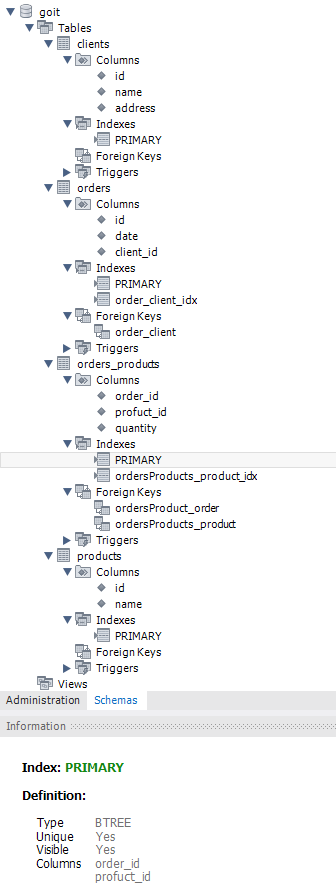 goit
Tables
clients
Columns
id
name
address
Indexes
PRIMARY
Foreign Keys
Triggers
orders
Columns
id
date
client_id
Indexes
PRIMARY
order_client_idx
Foreign Keys
order_client
Triggers
orders_products
Columns
order_id
profuct_id
quantity
Indexes
PRIMARY
ordersProducts_product_idx
Foreign Keys
ordersProduct_order
ordersProducts_product
Triggers
products
Columns
id
name
Indexes
PRIMARY
Foreign Keys
Triggers
Views
Administration Schemas
Information
Index: PRIMARY
Definition:
Type BTREE
Unique Yes
Visible Yes
Columns order_id
profuct_id